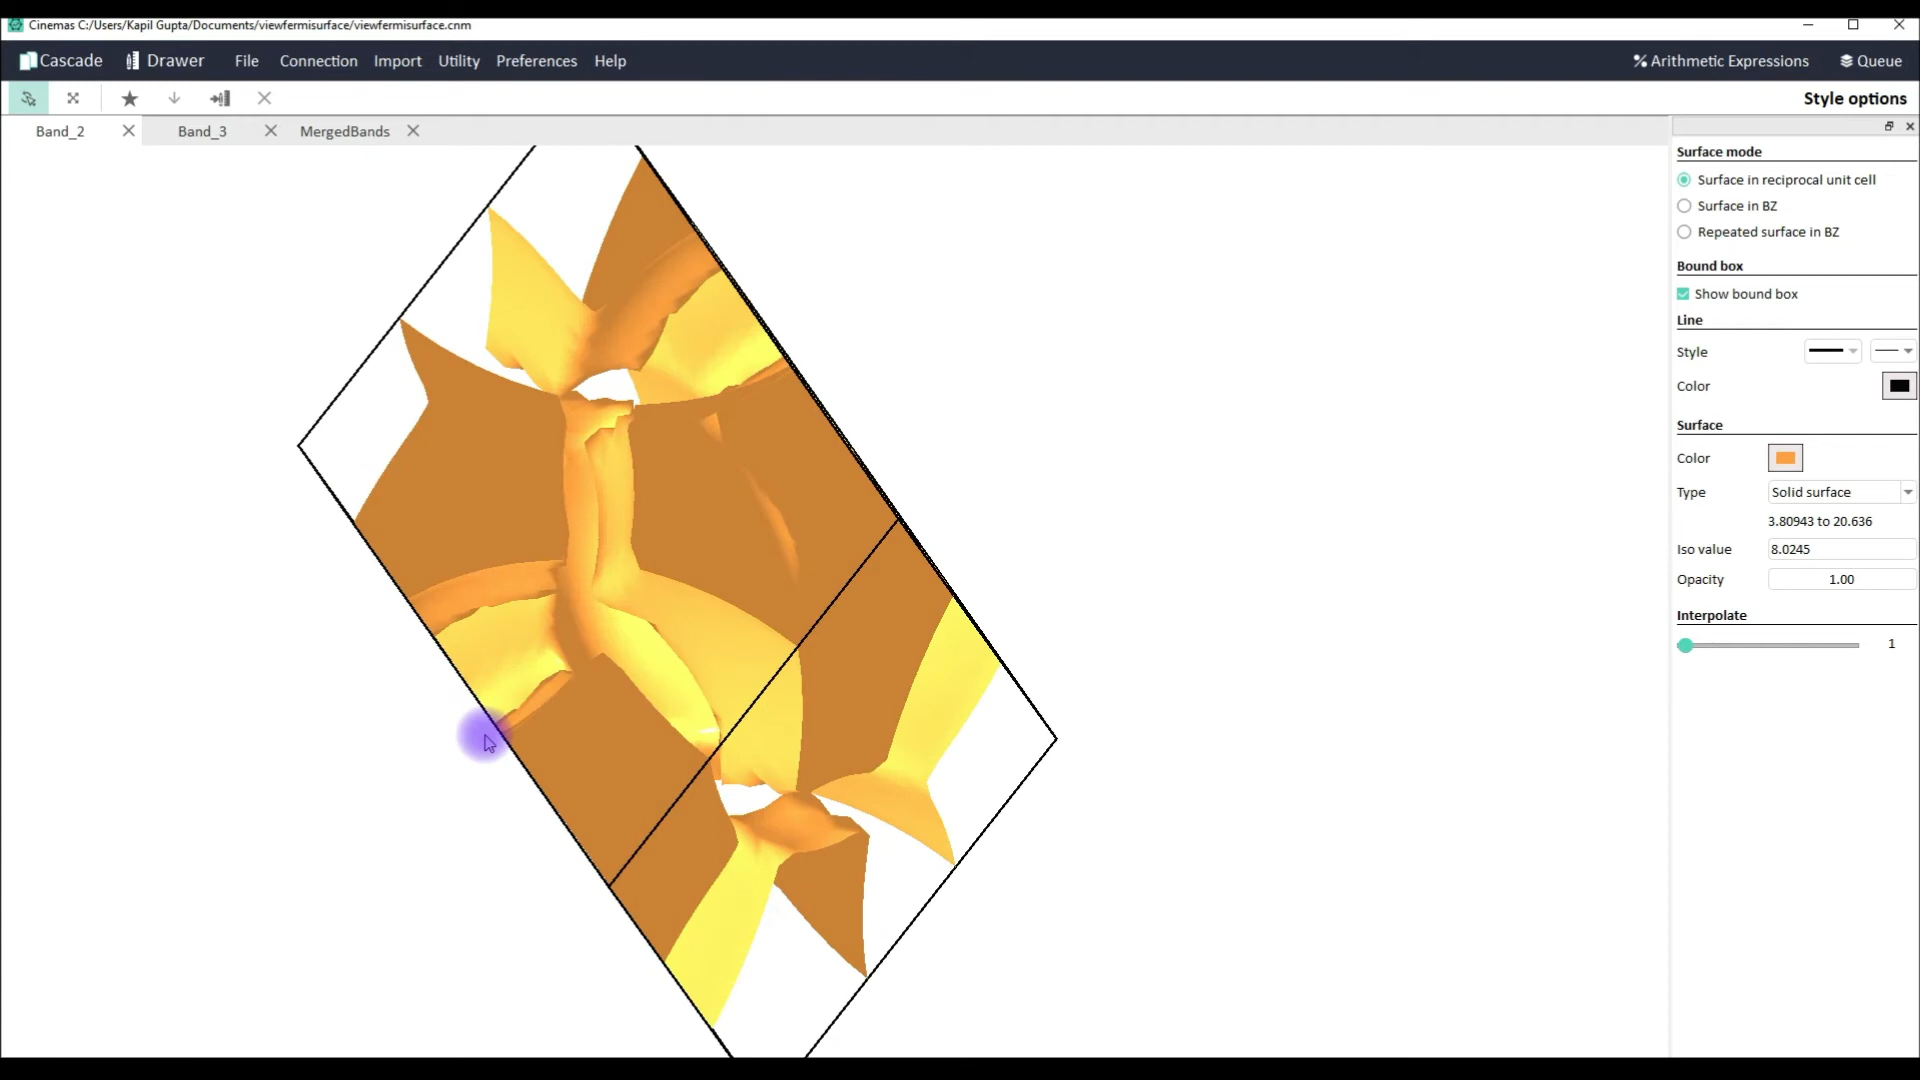 Cinemas C:/Users/Kapil Gupta/Documents/viewfermisurface/viewfermisurface.cnm
Cascade Drawer File Connection Import Utility Preferences Help % Arithmetic Expressions Queue
Style options
Band_2 Band_3 MergedBands
Surface mode
Surface in reciprocal unit cell
Surface in BZ
Repeated surface in BZ
Bound box
Show bound box
Line
Style
Color
Surface
Color
Type Solid surface
3.80943 to 20.636
Iso value 8.0245
Opacity 1.00
Interpolate
1